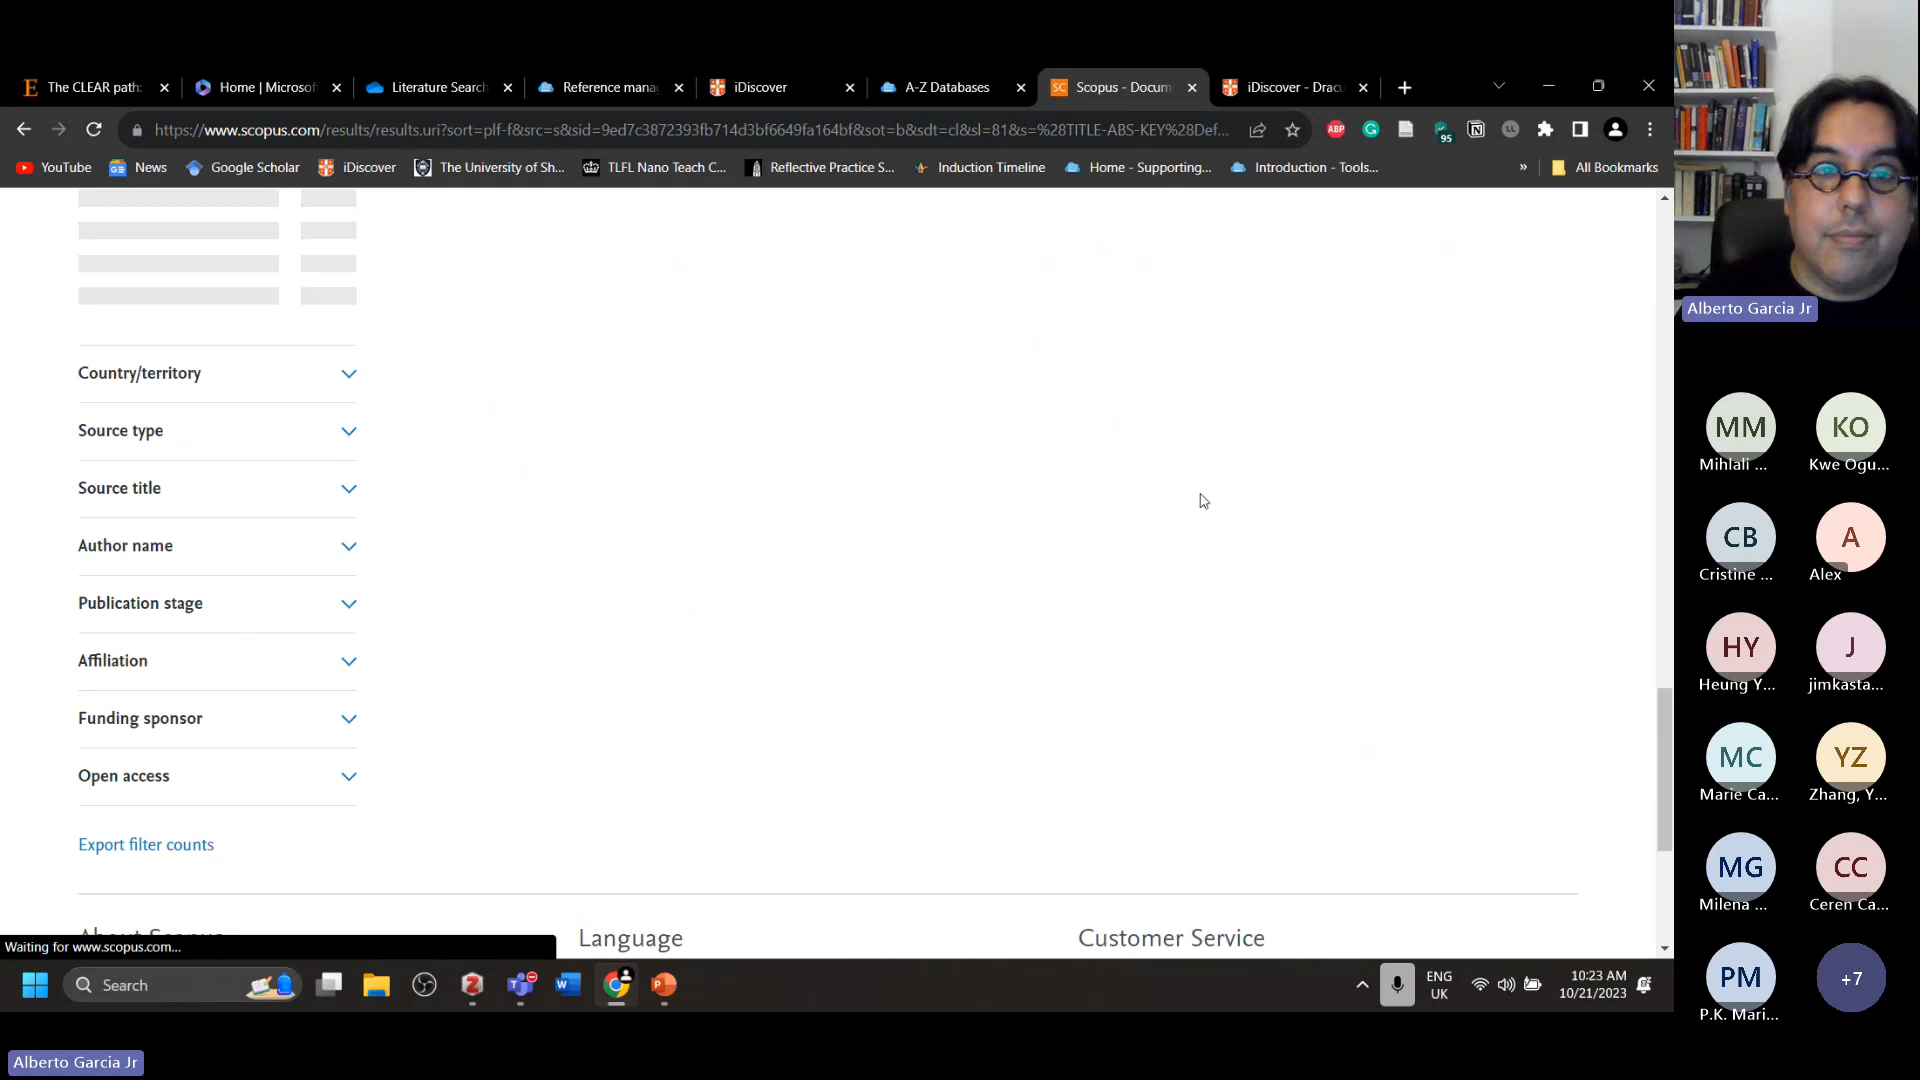 The CLEAR path:
Home | Microsof
Literature Search
Reference mana
iDiscover
A-Z Databases
Scopus - Docum
iDiscover - Dracu
https://www.scopus.com/results/results.uri?sort=plf-f&src=s&sid=9ed7c3872393fb714d3bf6649fa164bf&sot=b&sdt=cl&sl=81&s=%28TITLE-ABS-KEY%28Def...
ABP
95
YouTube
News
Google Scholar
iDiscover
The University of Sh...
TLFL Nano Teach C...
Reflective Practice S...
Induction Timeline
Home - Supporting...
Introduction - Tools...
»
All Bookmarks
Country/territory
Source type
Source title
Author name
Publication stage
Affiliation
Funding sponsor
Open access
Export filter counts
About Scopus
Language
Customer Service
Waiting for www.scopus.com...
Search
ENG
UK
10:23 AM
10/21/2023
Alberto Garcia Jr
Alberto Garcia Jr
MM
Mihlali ...
KO
Kwe Ogu...
CB
Cristine ...
A
Alex
HY
Heung Y...
J
jimkasta...
MC
Marie Ca...
YZ
Zhang, Y...
MG
Milena ...
CC
Ceren Ca...
PM
P.K. Mari...
+7